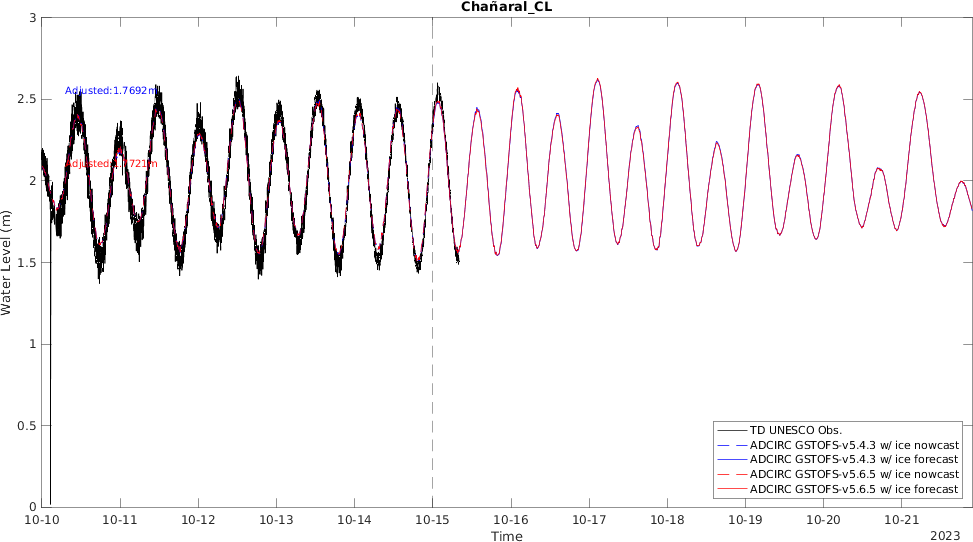 Chañaral_CL
3
2.5
2
1.5
1
0.5
0
Water Level (m)
Adjusted:1.7692m
10-10
10-11
10-12
10-13
10-14
10-15
10-16
10-17
10-18
10-19
10-20
10-21
Time
2023
TD UNESCO Obs.
ADCIRC GSTOFS-v5.4.3 w/ ice nowcast
ADCIRC GSTOFS-v5.4.3 w/ ice forecast
ADCIRC GSTOFS-v5.6.5 w/ ice nowcast
ADCIRC GSTOFS-v5.6.5 w/ ice forecast